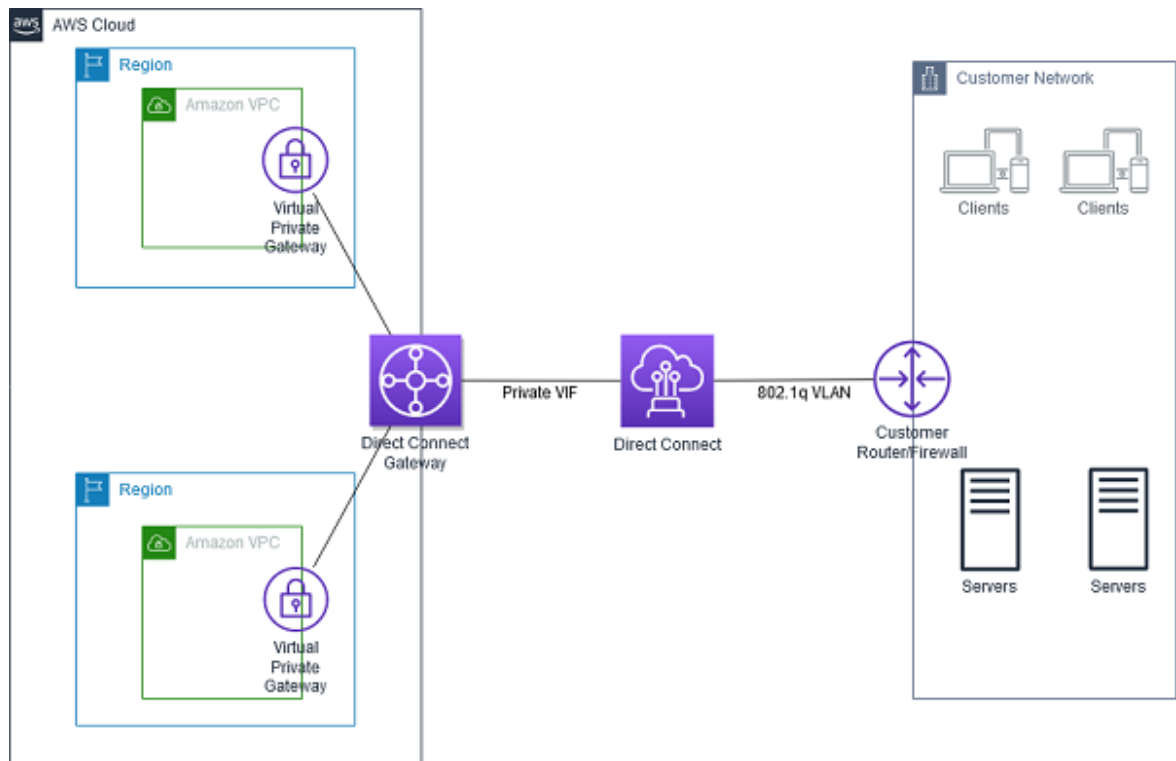 aws
AWS Cloud
Region
Amazon VPC
Virtual
Private
Gateway
Customer Network
Clients
Clients
Private VIF
802.1q VLAN
Direct Connect
Gateway
Direct Connect
Customer
Router/Firewall
Region
Amazon VPC
Virtual
Private
Gateway
Servers
Servers